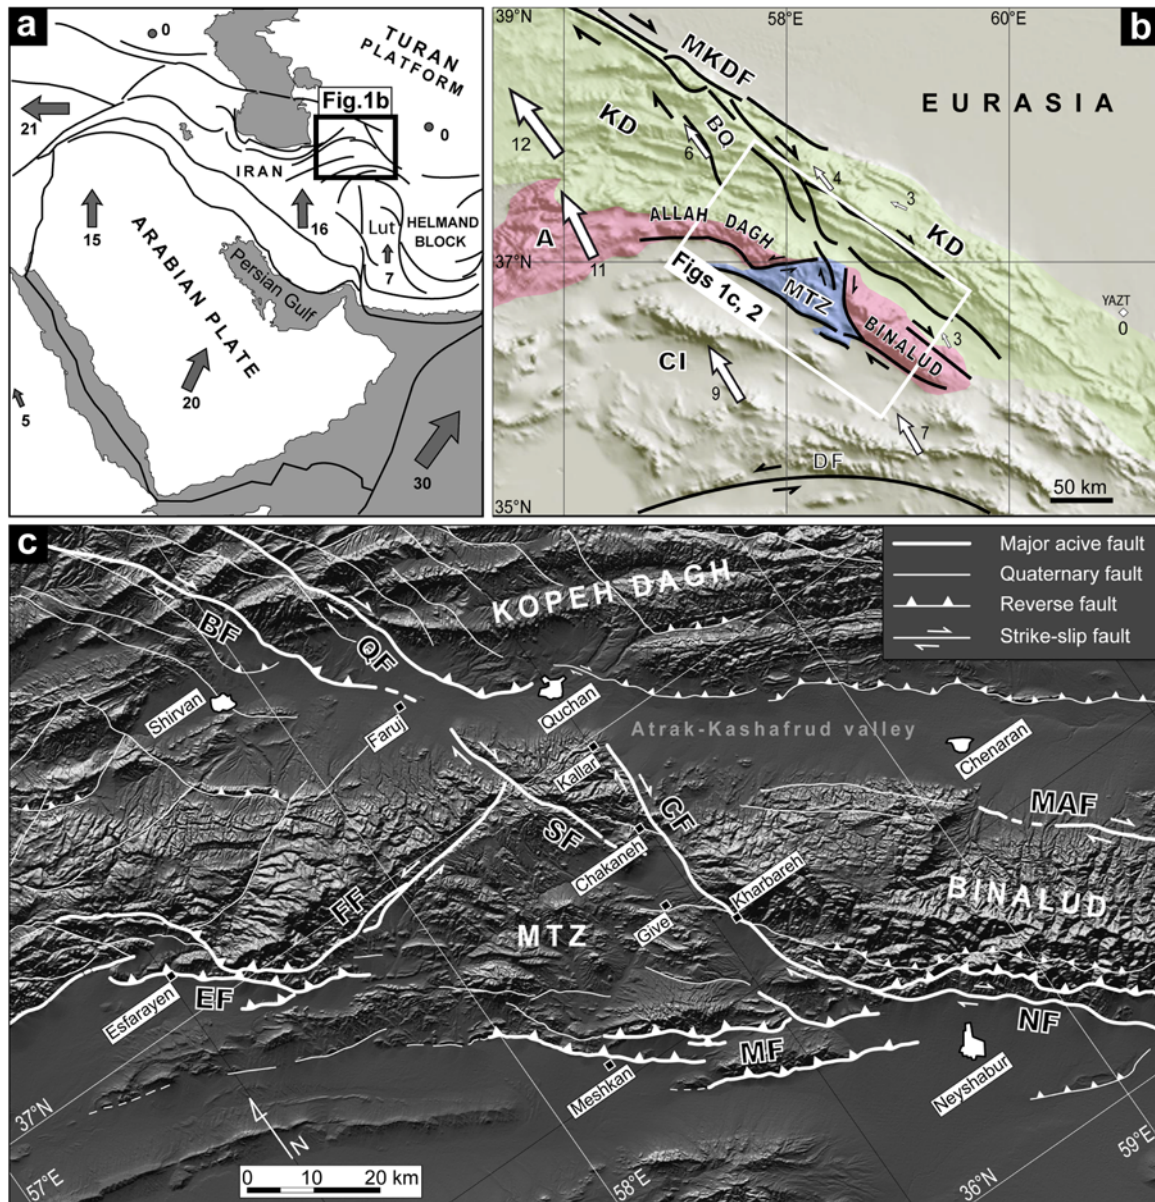 a
0
TURAN
PLATFORM
Fig.1b
0
21
IRAN
15
16
Lut
HELMAND
BLOCK
7
ARABIAN PLATE
Persian Gulf
20
5
30
39°N
58°E
60°E
b
MKDF
EURASIA
KD
BQ
12
6
4
3
ALLAH DAGH
KD
A
11
37°N
Figs 1c, 2
MTZ
YAZT
0
BINALUD
3
CI
9
7
DF
35°N
50 km
c
Major acive fault
Quaternary fault
Reverse fault
Strike-slip fault
KOPEH DAGH
BF
QF
Shirvan
Faruj
Quchan
Atrak-Kashafrud valley
Kallar
Chenaran
CF
MAF
SF
Chakaneh
Kharbareh
BINALUD
FF
Give
MTZ
Esfarayen
EF
NF
MF
Meshkan
Neyshabur
37°N
57°E
N
0 10 20 km
58°E
36°N
59°E